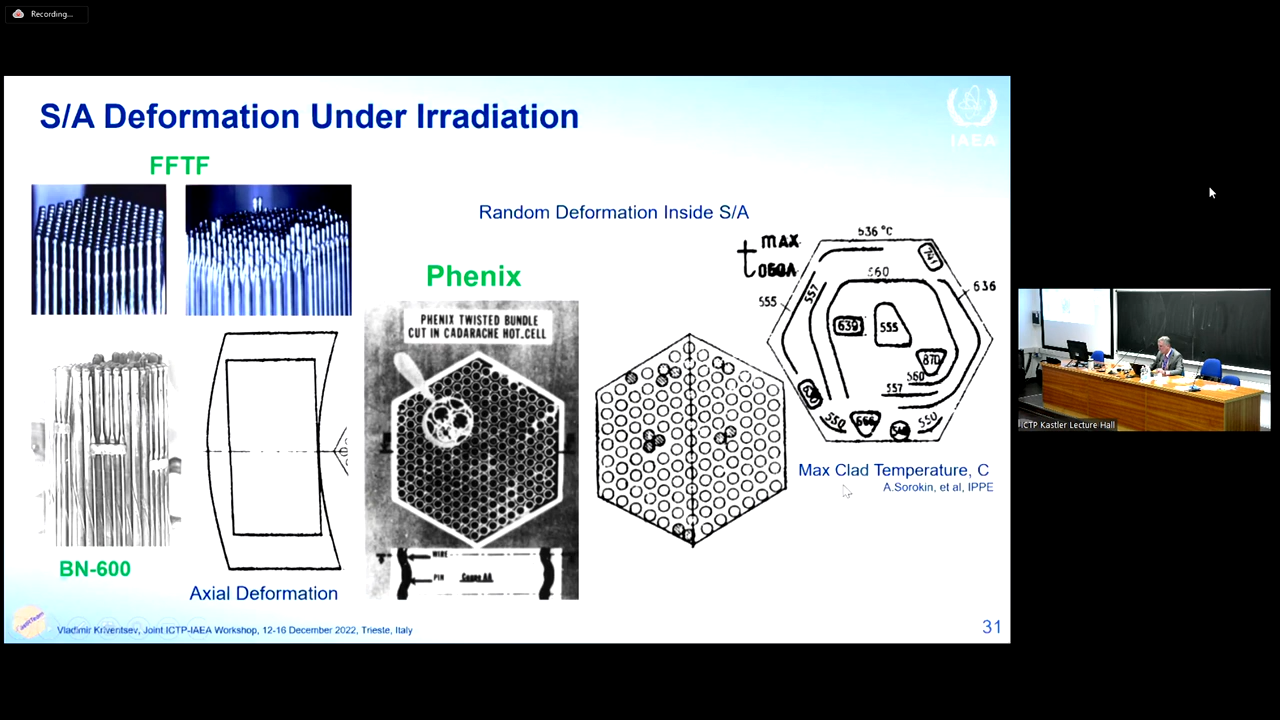 Recording...
S/A Deformation Under Irradiation
IAEA
FFTF
Random Deformation Inside S/A
Phenix
PHENIX TWISTED BUNDLE
CUT IN CADARACHE HOT.CELL
WIRE
PIN
BN-600
Axial Deformation
t MAX
536 °C
741
560
636
557
555
639
555
870
560
557
550
550
Max Clad Temperature, C
A.Sorokin, et al, IPPE
Vladimir Kriventsev, Joint ICTP-IAEA Workshop, 12-16 December 2022, Trieste, Italy
31
ICTP Kastler Lecture Hall